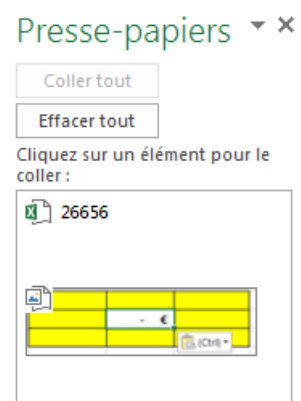 Presse-papiers
Coller tout
Effacer tout
Cliquez sur un élément pour le
coller :
26656
- €
(Ctrl)